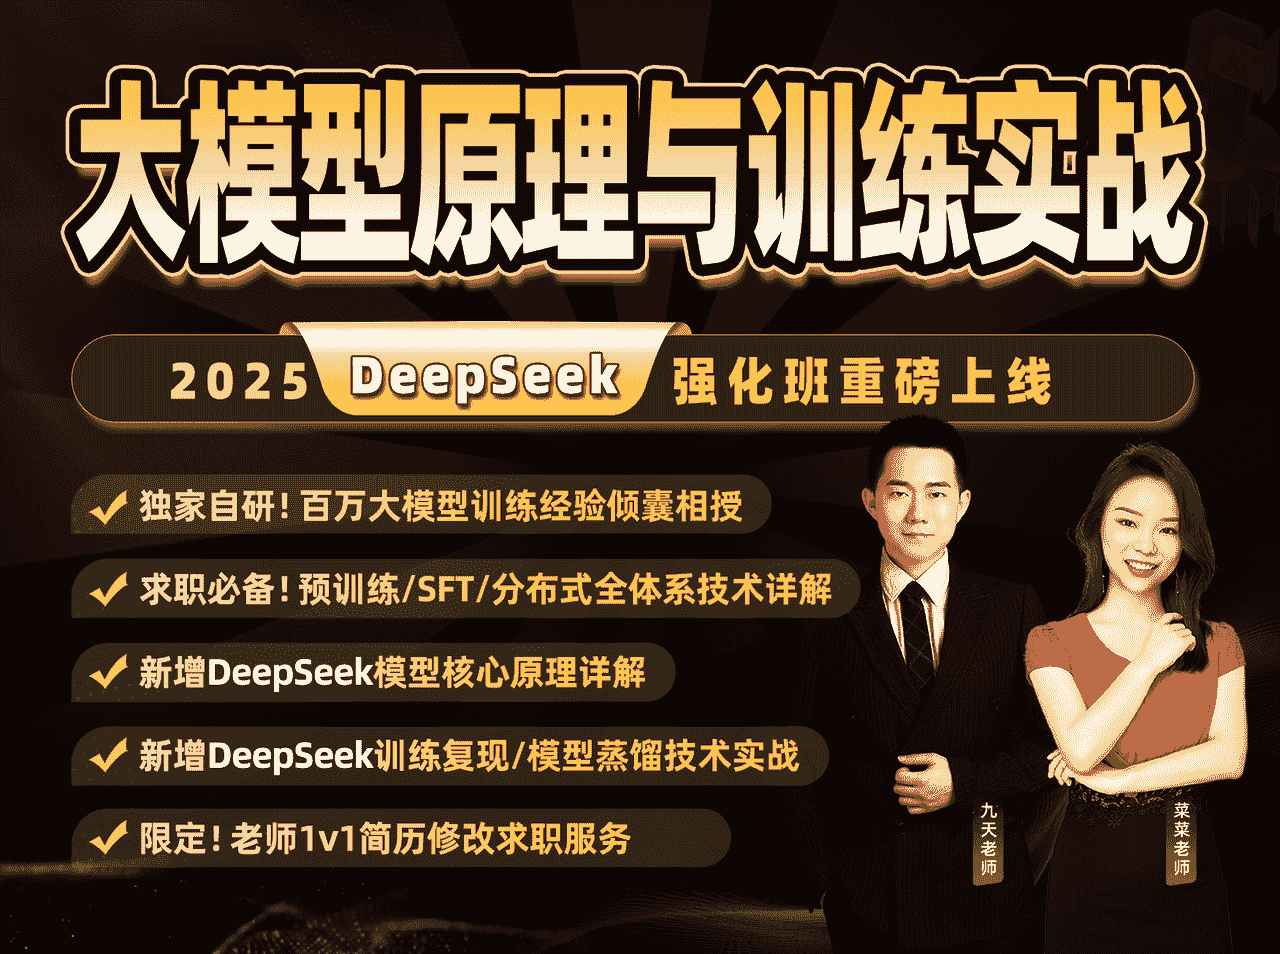 大模型原理与训练实战
2025 DeepSeek 强化班重磅上线
独家自研！百万大模型训练经验倾囊相授
求职必备！预训练/SFT/分布式全体系技术详解
新增DeepSeek模型核心原理详解
新增DeepSeek训练复现/模型蒸馏技术实战
限定！老师1v1简历修改求职服务
九天老师
菜菜老师